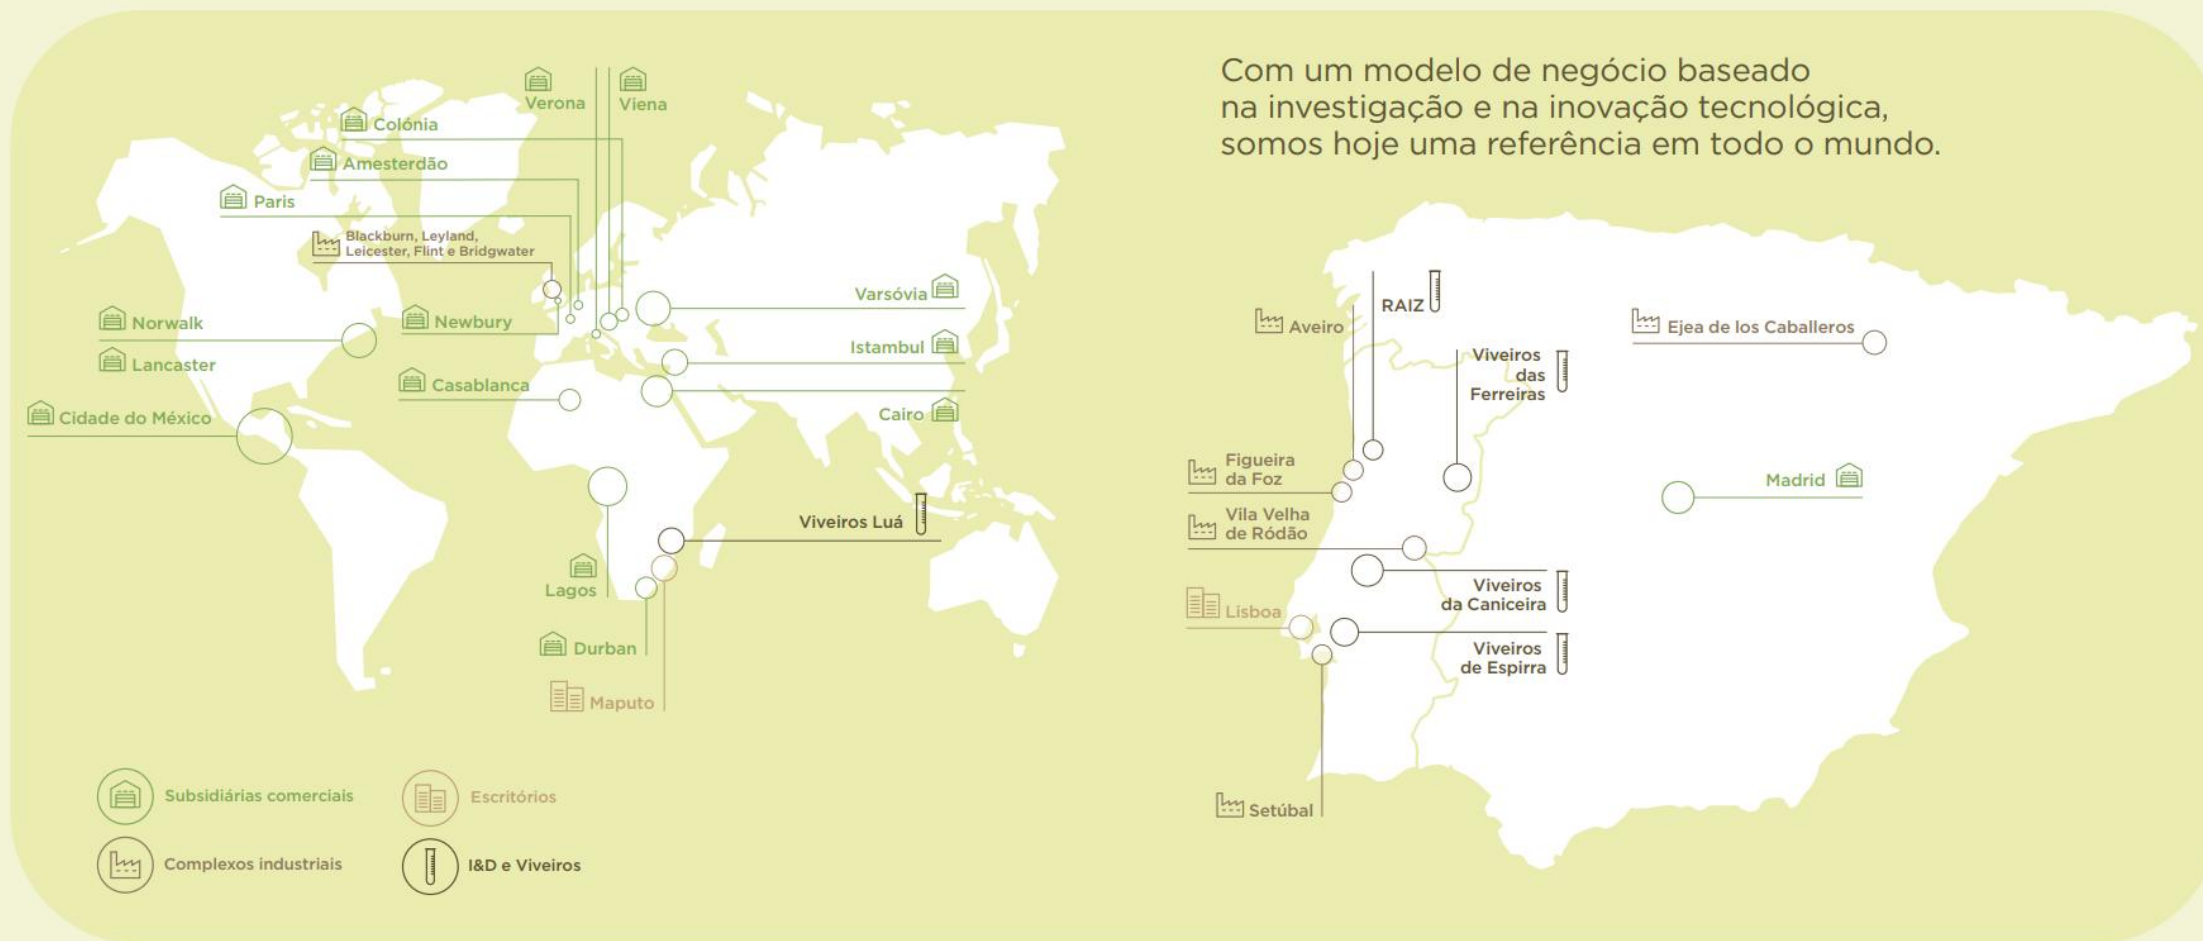 Com um modelo de negócio baseado
na investigação e na inovação tecnológica,
somos hoje uma referência em todo o mundo.
Verona
Viena
Colónia
Amesterdão
Paris
Blackburn, Leyland,
Leicester, Flint e Bridgwater
Varsóvia
Norwalk
Newbury
Istambul
Lancaster
Casablanca
Cidade do México
Cairo
Viveiros Luá
Lagos
Durban
Maputo
Subsidiárias comerciais
Escritórios
Complexos industriais
I&D e Viveiros
RAIZ
Aveiro
Ejea de los Caballeros
Viveiros
das
Ferreiras
Figueira
da Foz
Madrid
Vila Velha
de Ródão
Viveiros
da Caniceira
Lisboa
Viveiros
de Espirra
Setúbal